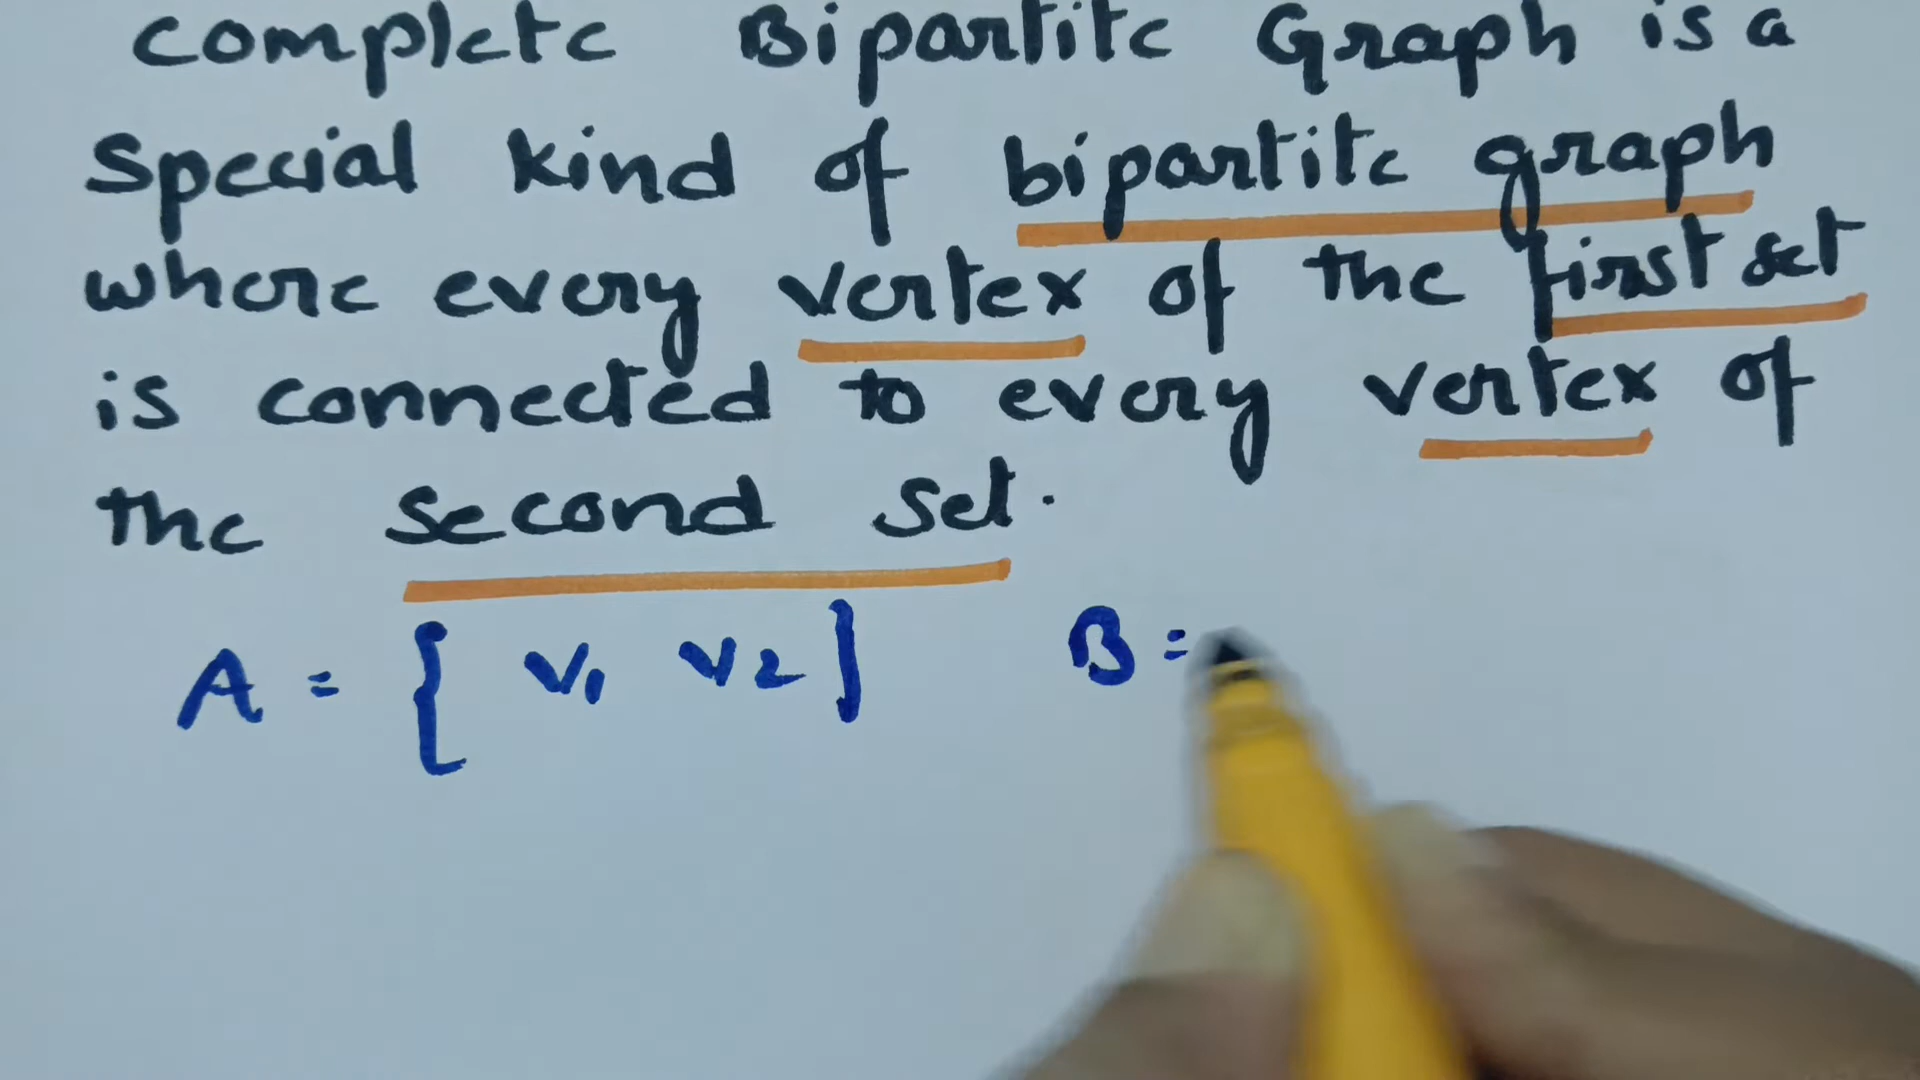 Complete Bipartite Graph is a
Special kind of bipartite graph
where every vertex of the first set
is connected to every vertex of
the second set.
A = { V1 V2 } B =